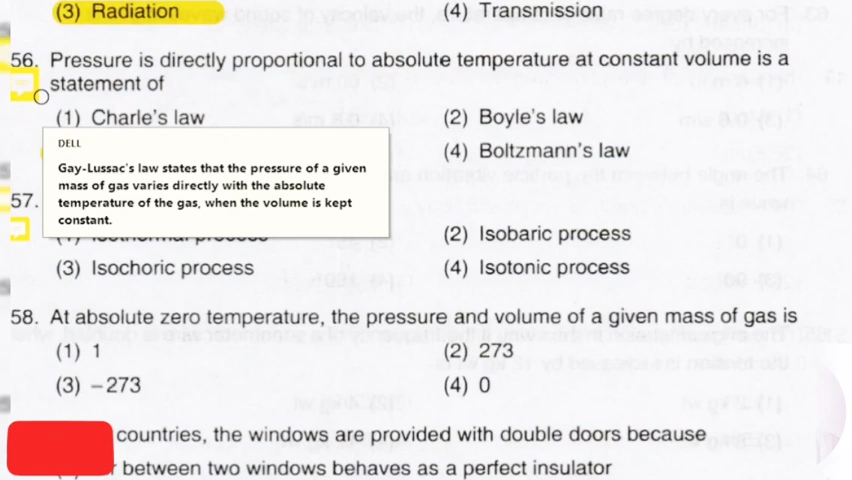 (3) Radiation (4) Transmission
56. Pressure is directly proportional to absolute temperature at constant volume is a
statement of
(1) Charle's law (2) Boyle's law
DELL
Gay-Lussac's law states that the pressure of a given
mass of gas varies directly with the absolute
temperature of the gas, when the volume is kept
constant.
(4) Boltzmann's law
57.
(2) Isobaric process
(3) Isochoric process (4) Isotonic process
58. At absolute zero temperature, the pressure and volume of a given mass of gas is
(1) 1 (2) 273
(3) –273 (4) 0
countries, the windows are provided with double doors because
between two windows behaves as a perfect insulator